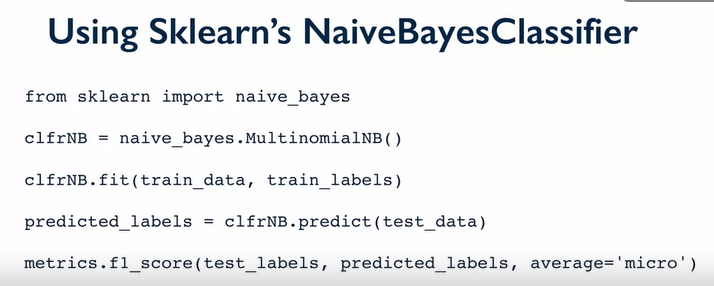 Using Sklearn's NaiveBayesClassifier
from sklearn import naive_bayes
clfrNB = naive_bayes.MultinomialNB()
clfrNB.fit(train_data, train_labels)
predicted_labels = clfrNB.predict(test_data)
metrics.f1_score(test_labels, predicted_labels, average='micro')